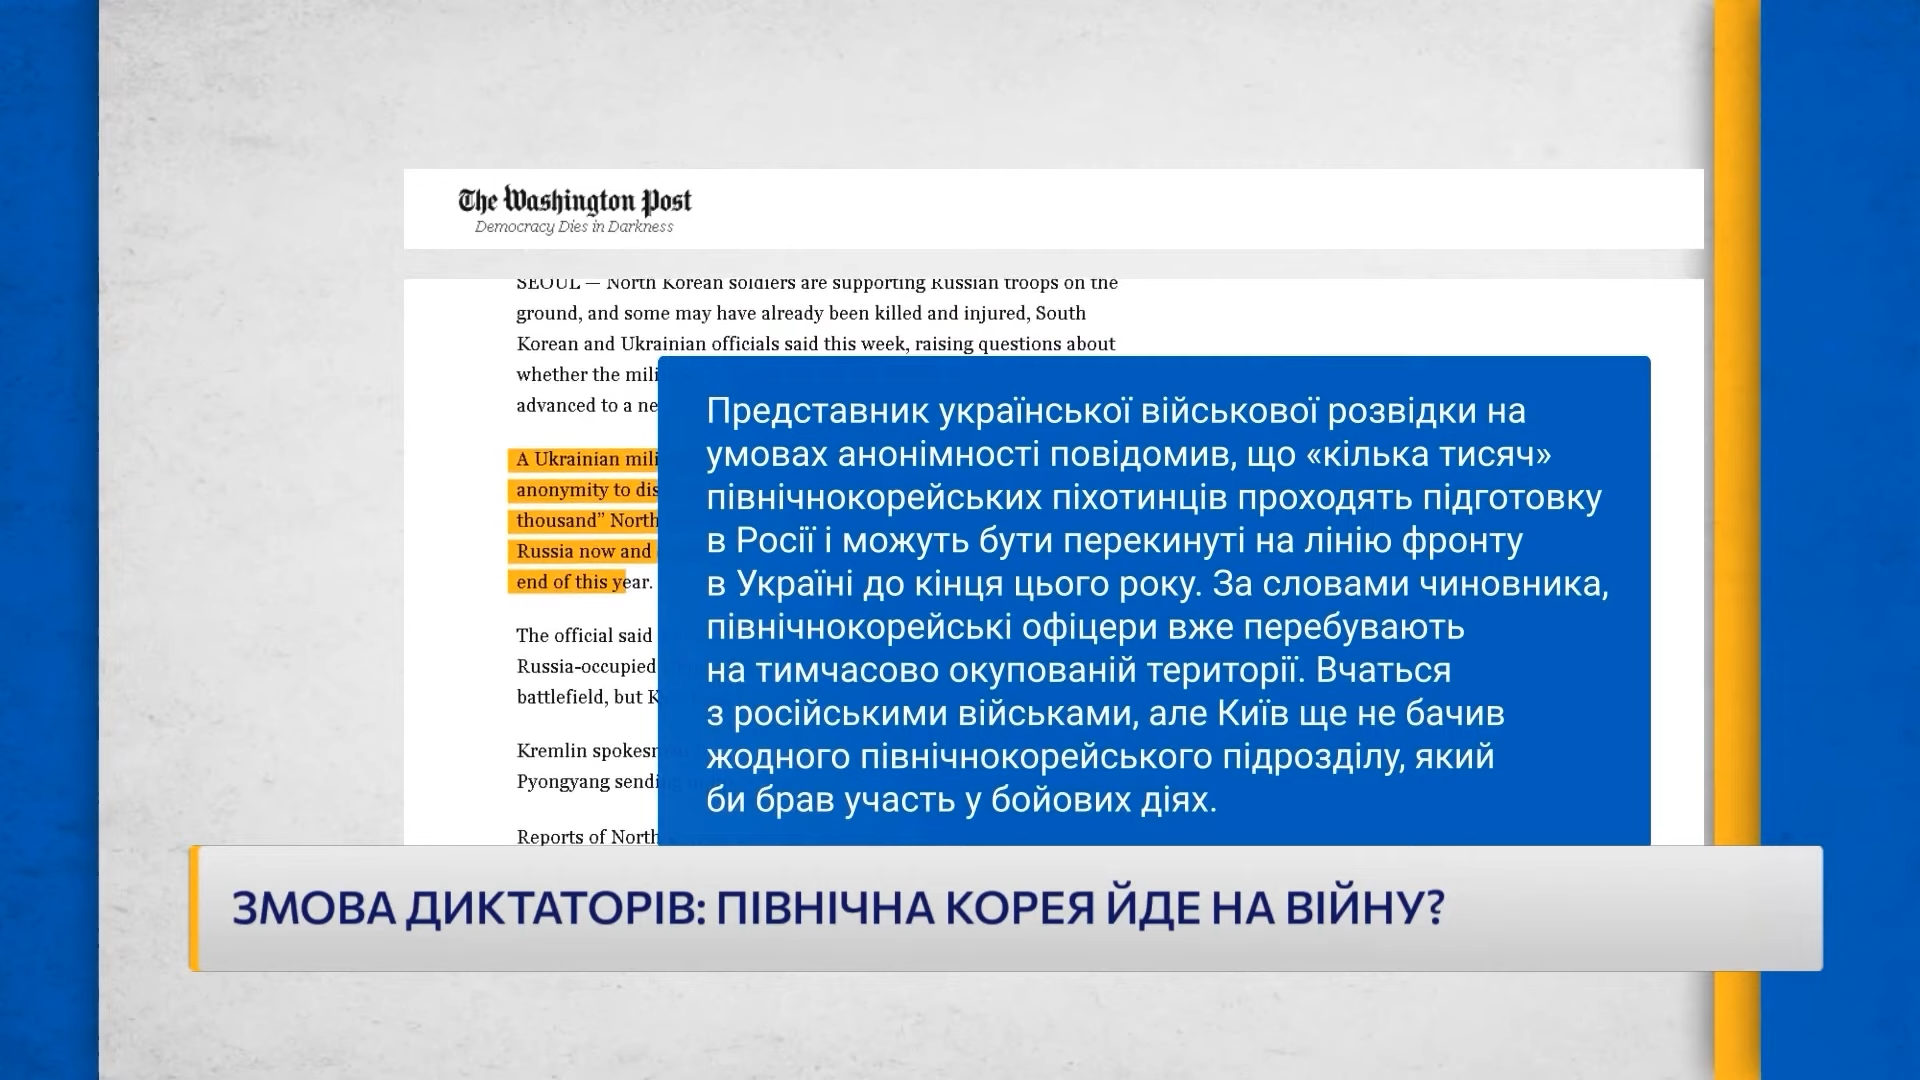 The Washington Post
Democracy Dies in Darkness
SEOUL — North Korean soldiers are supporting Russian troops on the
ground, and some may have already been killed and injured, South
Korean and Ukrainian officials said this week, raising questions about
whether the
advanced to a
A Ukrainian
anonymity to
thousand” North
Russia now and
end of this year.
The official said
Russia-occupied
battlefield, but
Kremlin
Pyongyang
Reports of North
Представник української військової розвідки на
умовах анонімності повідомив, що «кілька тисяч»
північнокорейських піхотинців проходять підготовку
в Росії і можуть бути перекинуті на лінію фронту
в Україні до кінця цього року. За словами чиновника,
північнокорейські офіцери вже перебувають
на тимчасово окупованій території. Вчаться
з російськими військами, але Київ ще не бачив
жодного північнокорейського підрозділу, який
би брав участь у бойових діях.
ЗМОВА ДИКТАТОРІВ: ПІВНІЧНА КОРЕЯ ЙДЕ НА ВІЙНУ?